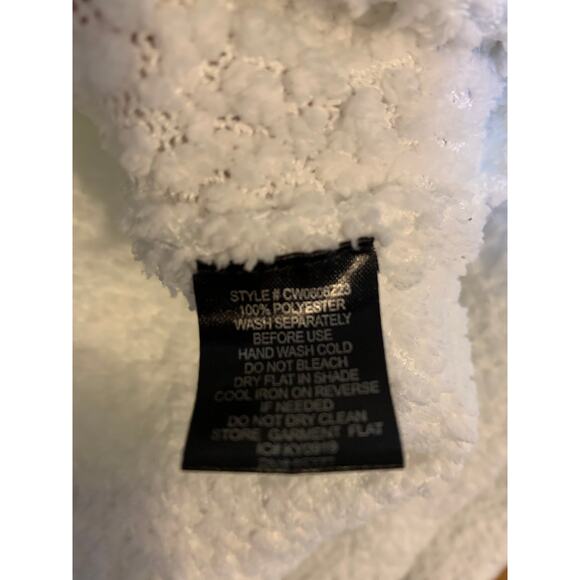 STYLE # CW0606223
100% POLYESTER
WASH SEPARATELY
BEFORE USE
HAND WASH COLD
DO NOT BLEACH
DRY FLAT IN SHADE
COOL IRON ON REVERSE
IF NEEDED
DO NOT DRY CLEAN
STORE GARMENT FLAT